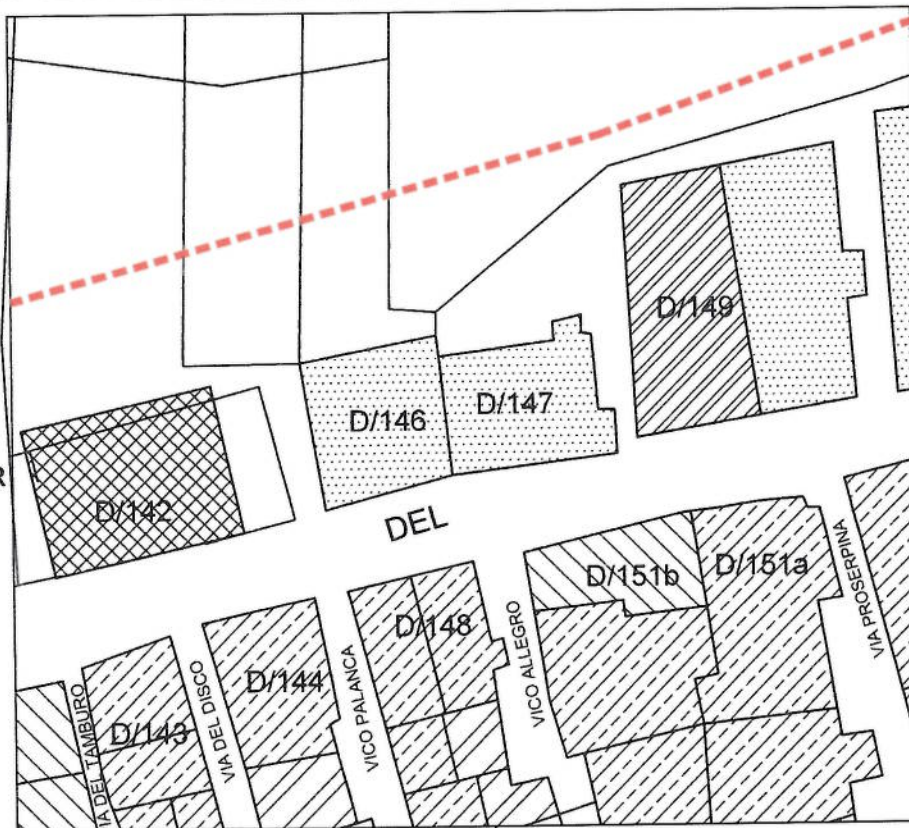 D/149
D/146
D/147
R
D/142
DEL
D/151b
D/151a
D/148
D/144
D/143
VIA DEL TAMBURO
VIA DEL DISCO
VICO PALANCA
VICO ALLEGRO
VIA PROSERPINA